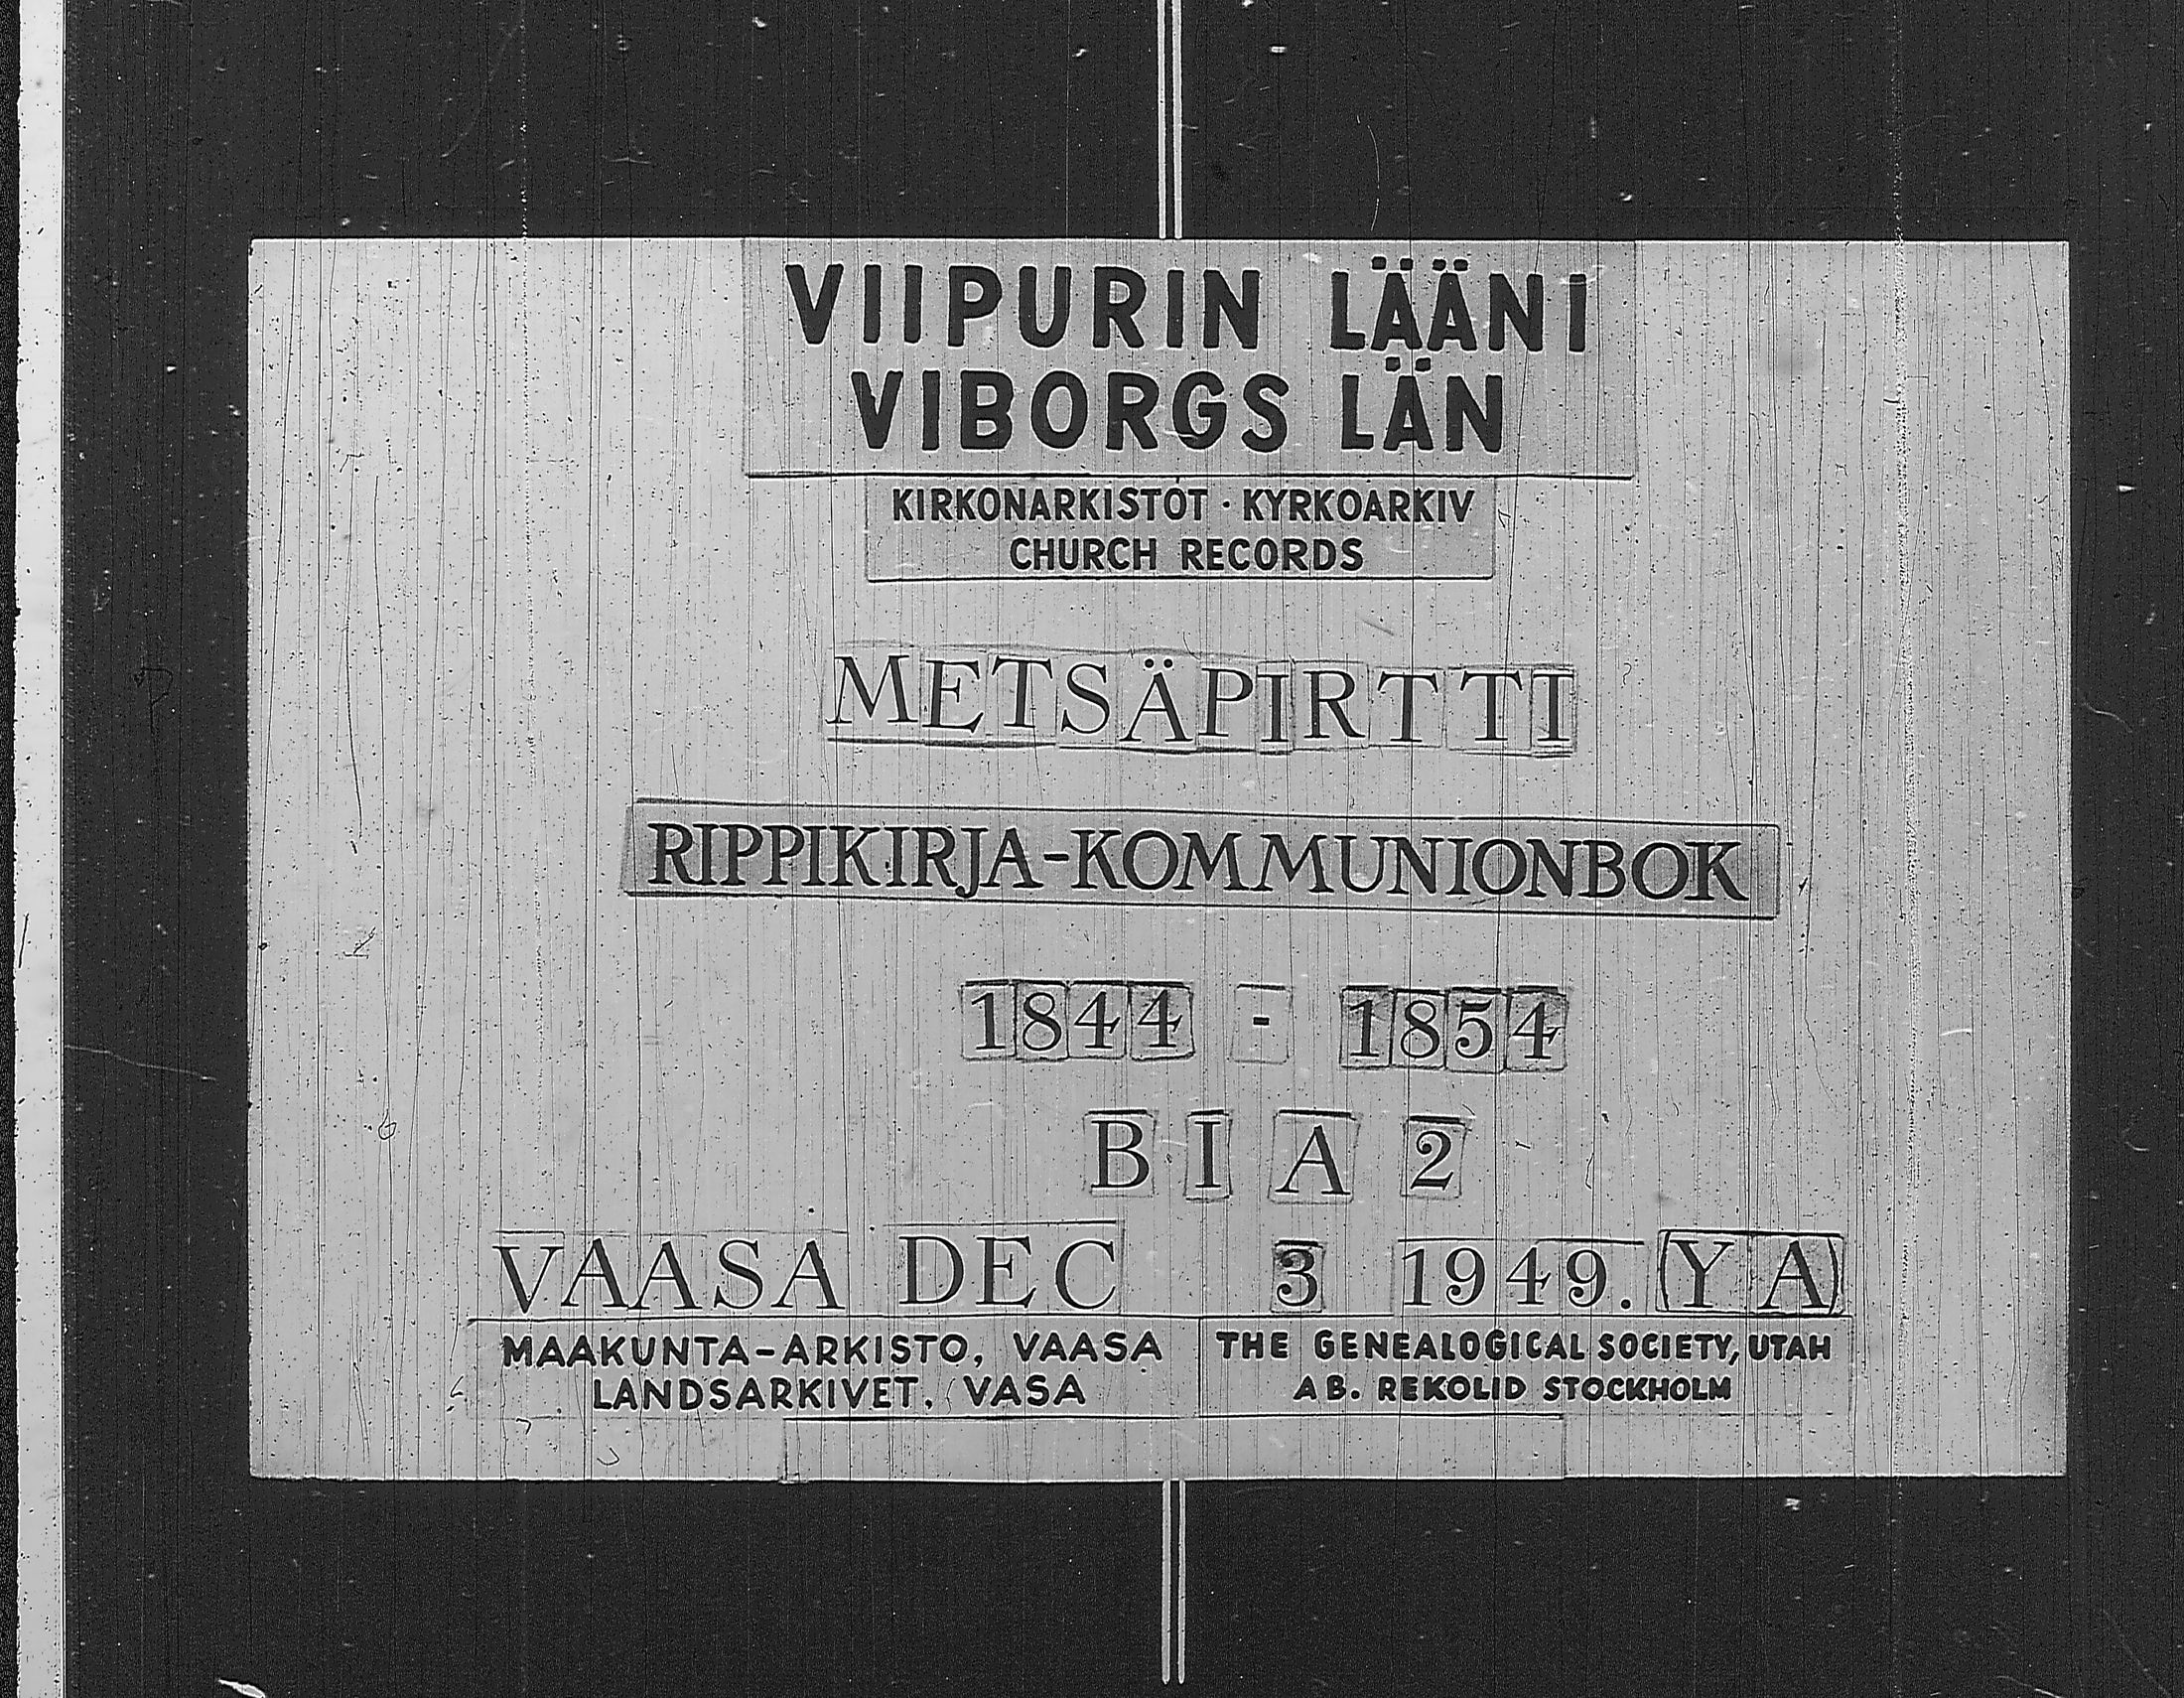 VIIPURIN LÄÄNI
VIBORGS LÄN
KIRKONARKISTOT · KYRKOARKIV
CHURCH RECORDS
METSÄPIRTTI
RIPPIKIRJA-KOMMUNIONBOK
1844 - 1854
B I A 2
VAASA DEC 3 1949. (Y A)
MAAKUNTA-ARKISTO, VAASA
LANDSARKIVET, VASA
THE GENEALOGICAL SOCIETY, UTAH
AB. REKOLID STOCKHOLM